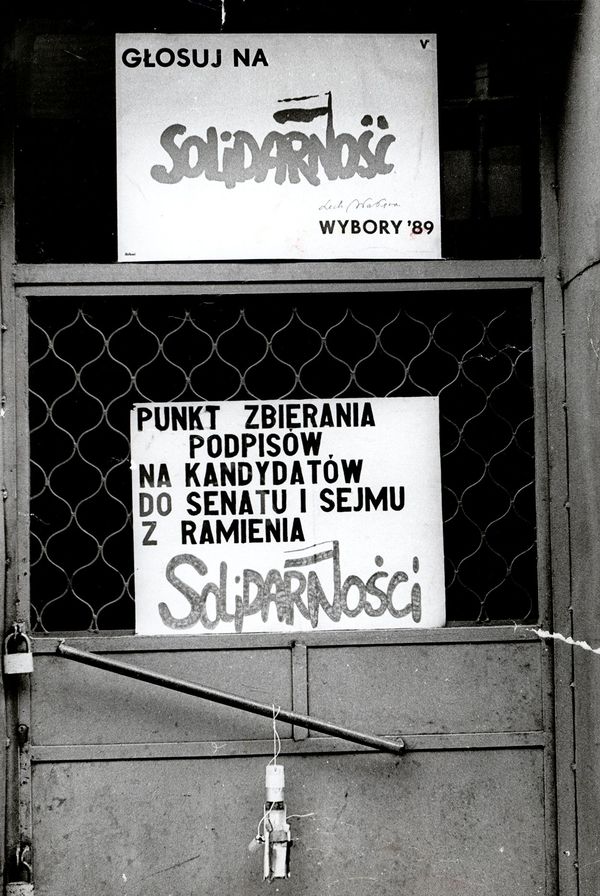 GŁOSUJ NA
SOLIDARNOŚĆ
Lech Wałęsa
WYBORY '89
PUNKT ZBIERANIA
PODPISÓW
NA KANDYDATÓW
DO SENATU I SEJMU
Z RAMIENIA
SOLIDARNOŚCI